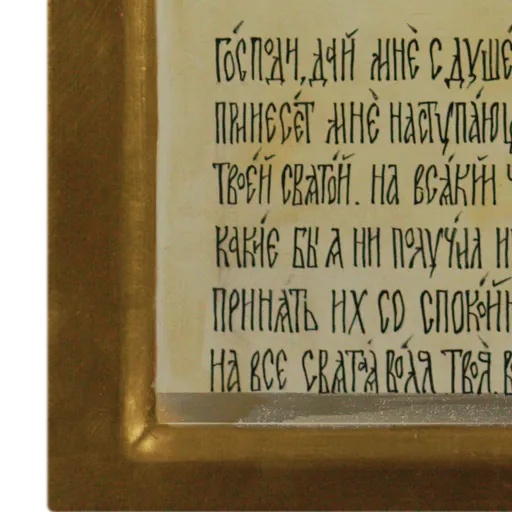 Господи, дай мне с душе
принесет мне наступающ
Твоей святой. На всякий ч
какие бы я ни получил и
принять их со спокой
на все святая воля Твоя. В